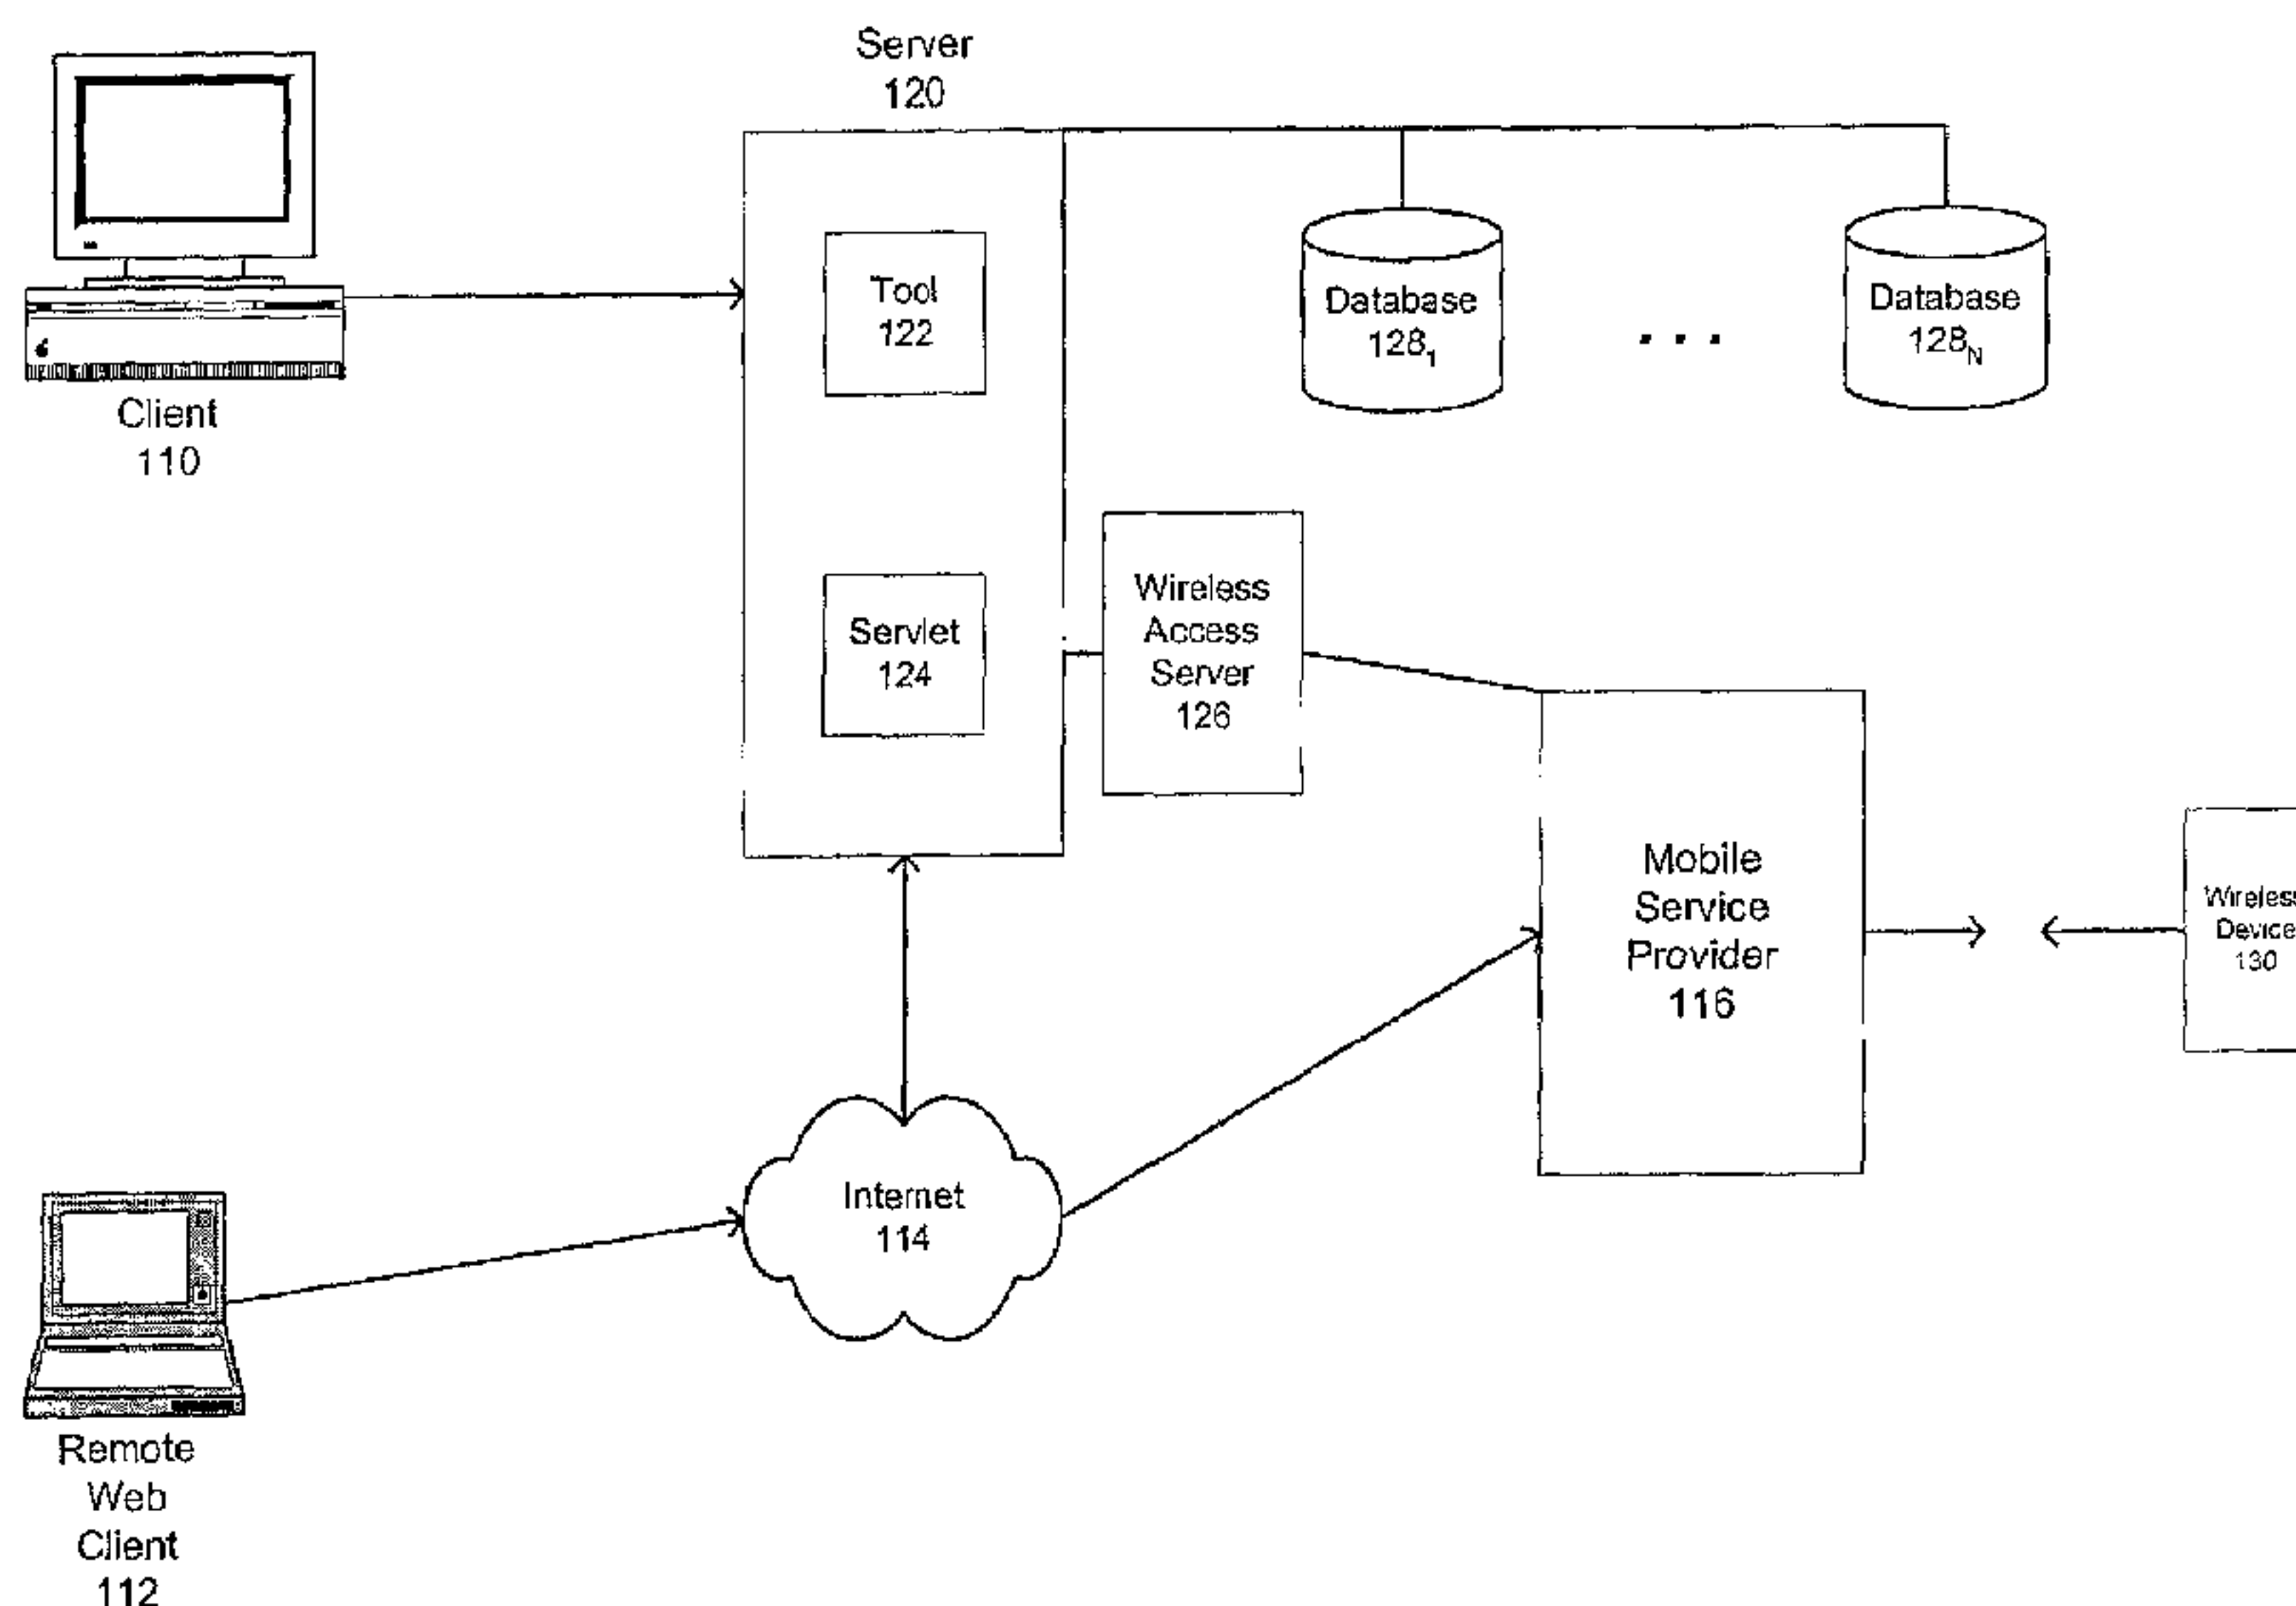 Server
120
Tool
122
Database
128₁
. . .
Database
128_N
Client
110
Servlet
124
Wireless
Access
Server
126
Mobile
Service
Provider
116
Wireless
Device
130
Internet
114
Remote
Web
Client
112